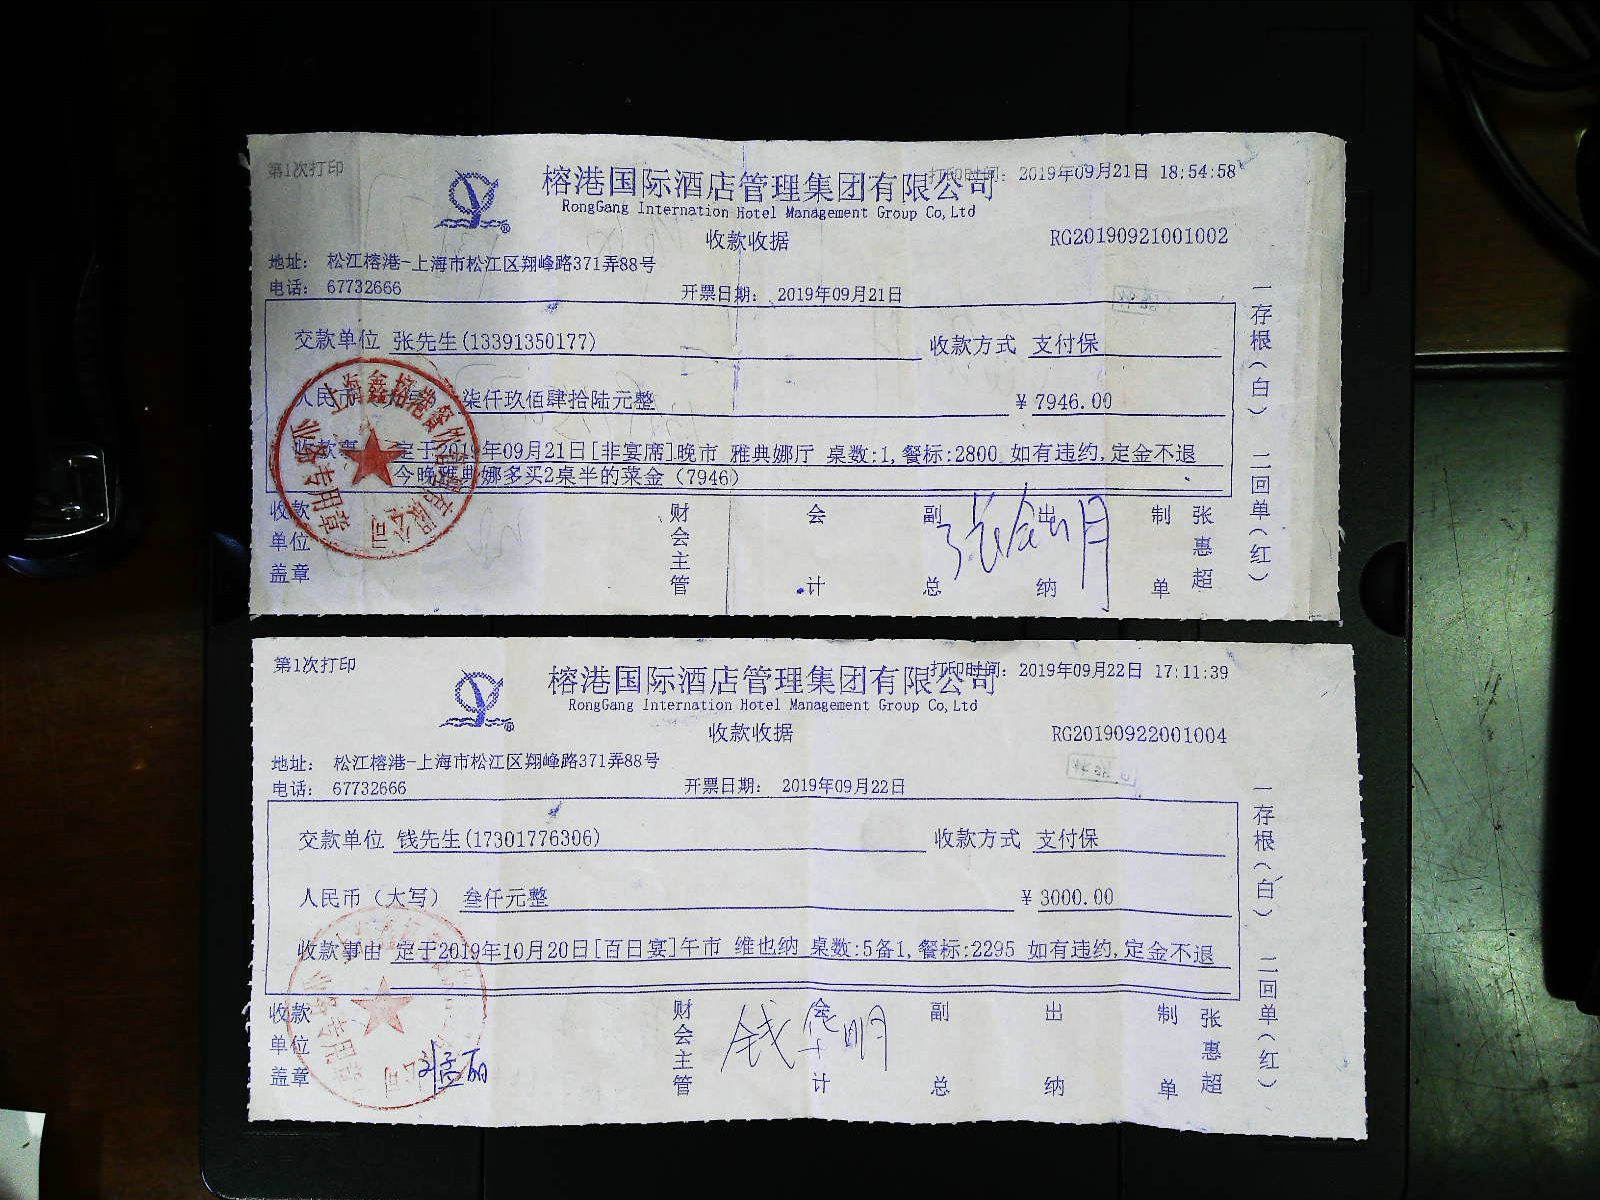 第1次打印
打印时间： 2019年09月21日 18:54:58
榕港国际酒店管理集团有限公司
RongGang Internation Hotel Management Group Co,Ltd
收款收据
RG20190921001002
地址： 松江榕港-上海市松江区翔峰路371弄88号
电话： 67732666
开票日期： 2019年09月21日
交款单位 张先生(13391350177)
收款方式 支付保
人民币 柒仟玖佰肆拾陆元整
￥ 7946.00
收款事 定于2019年09月21日[非宴席]晚市 雅典娜厅 桌数:1,餐标:2800 如有违约,定金不退
今晚雅典娜多买2桌半的菜金（7946）
收款单位盖章
财会主管
会计
副总
出纳
制单
张惠超
一存根（白） 二回单（红）
业务专用章
第1次打印
打印时间： 2019年09月22日 17:11:39
榕港国际酒店管理集团有限公司
RongGang Internation Hotel Management Group Co,Ltd
收款收据
RG20190922001004
地址： 松江榕港-上海市松江区翔峰路371弄88号
电话： 67732666
开票日期： 2019年09月22日
交款单位 钱先生(17301776306)
收款方式 支付保
人民币（大写） 叁仟元整
￥ 3000.00
收款事由 定于2019年10月20日[百日宴]午市 维也纳 桌数:5备1,餐标:2295 如有违约,定金不退
收款单位盖章
财会主管
会计
副总
出纳
制单
张惠超
一存根（白） 二回单（红）